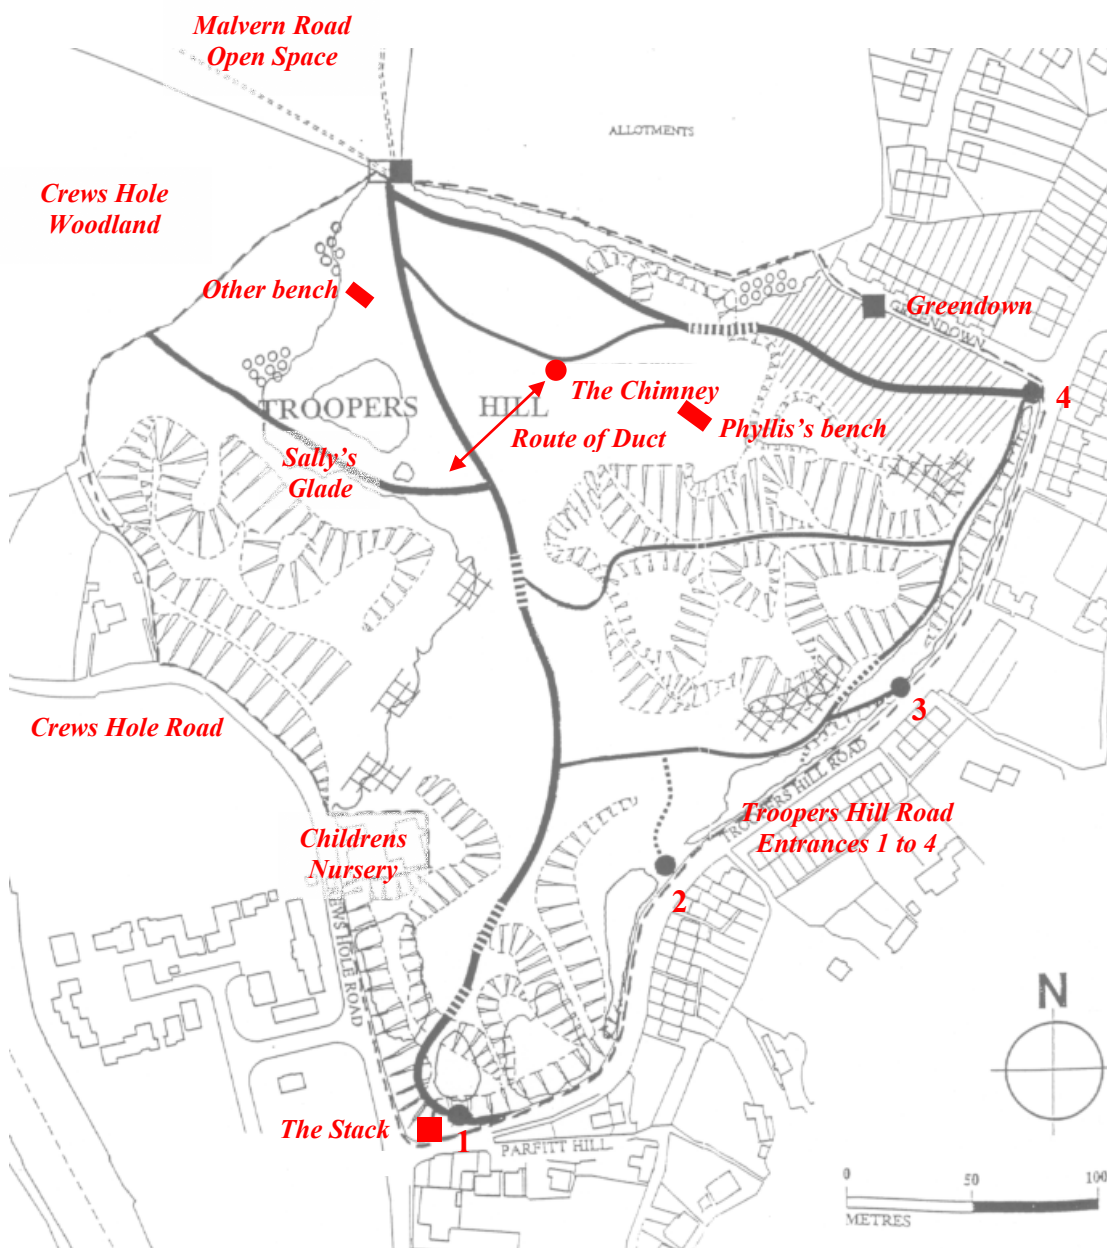 Malvern Road
Open Space
ALLOTMENTS
Crews Hole
Woodland
Other bench
Greendown
GREENDOWN
The Chimney
4
TROOPERS HILL
Route of Duct
Phyllis's bench
Sally's
Glade
Crews Hole Road
3
TROOPERS HILL ROAD
Troopers Hill Road
Entrances 1 to 4
Childrens
Nursery
2
CREWS HOLE ROAD
N
The Stack
1
PARFITT HILL
0 50 100
METRES